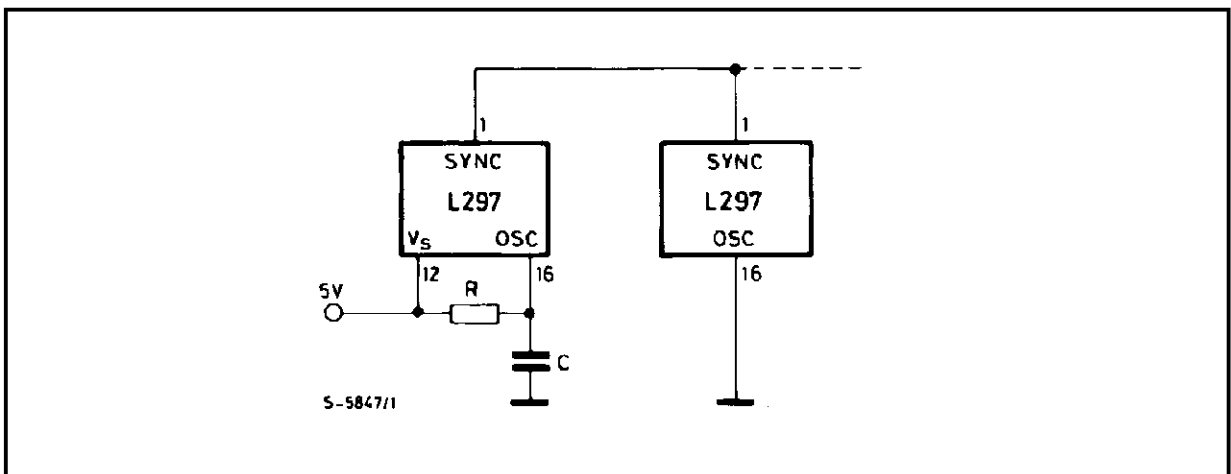 1
1
SYNC
L297
Vs OSC
SYNC
L297
OSC
12
16
16
5V
R
C
S-5847/1